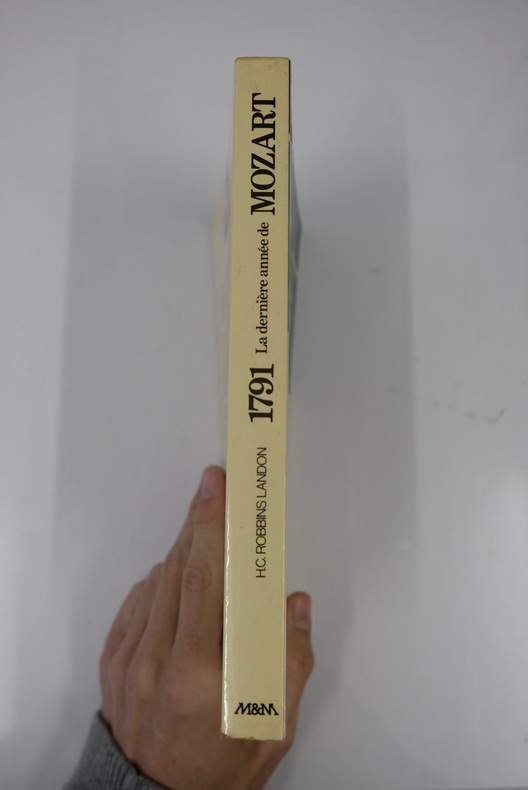 H.C. ROBBINS LANDON
1791 La dernière année de MOZART
M&M